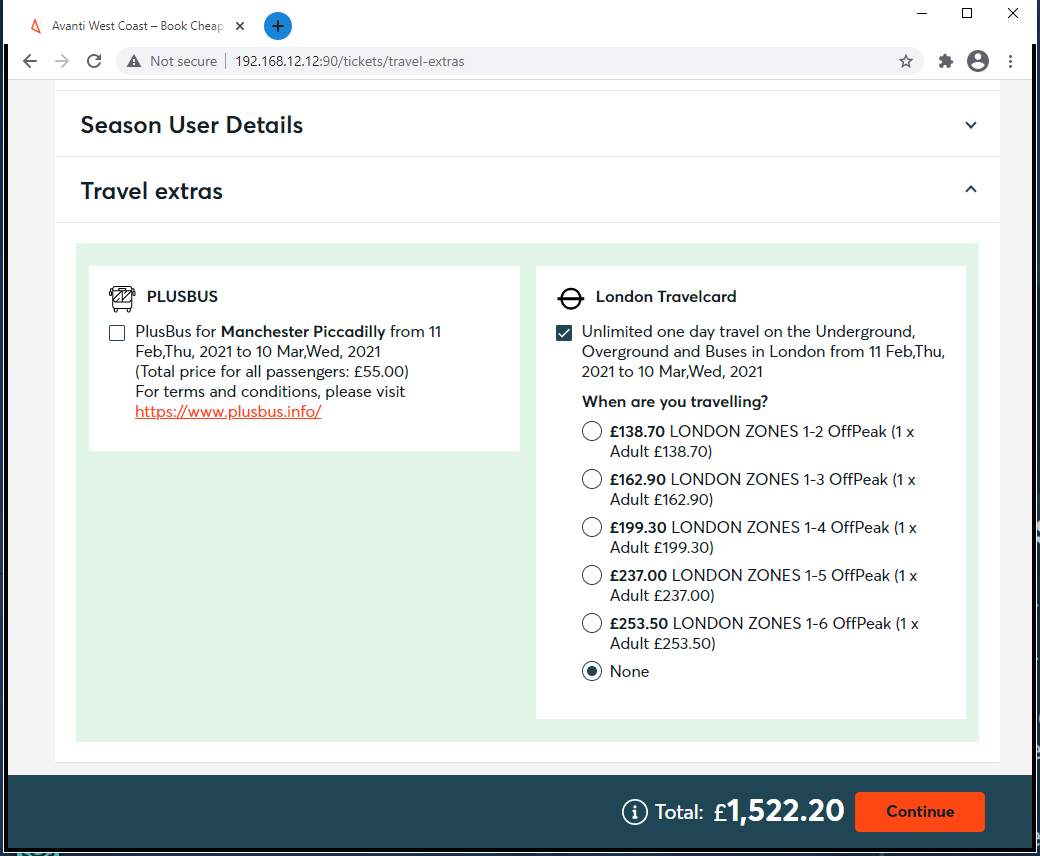 Avanti West Coast – Book Cheap
Not secure
192.168.12.12:90/tickets/travel-extras
Season User Details
Travel extras
PLUSBUS
PlusBus for Manchester Piccadilly from 11
Feb,Thu, 2021 to 10 Mar,Wed, 2021
(Total price for all passengers: £55.00)
For terms and conditions, please visit
https://www.plusbus.info/
London Travelcard
Unlimited one day travel on the Underground,
Overground and Buses in London from 11 Feb,Thu,
2021 to 10 Mar,Wed, 2021
When are you travelling?
£138.70 LONDON ZONES 1-2 OffPeak (1 x
Adult £138.70)
£162.90 LONDON ZONES 1-3 OffPeak (1 x
Adult £162.90)
£199.30 LONDON ZONES 1-4 OffPeak (1 x
Adult £199.30)
£237.00 LONDON ZONES 1-5 OffPeak (1 x
Adult £237.00)
£253.50 LONDON ZONES 1-6 OffPeak (1 x
Adult £253.50)
None
Total: £1,522.20
Continue